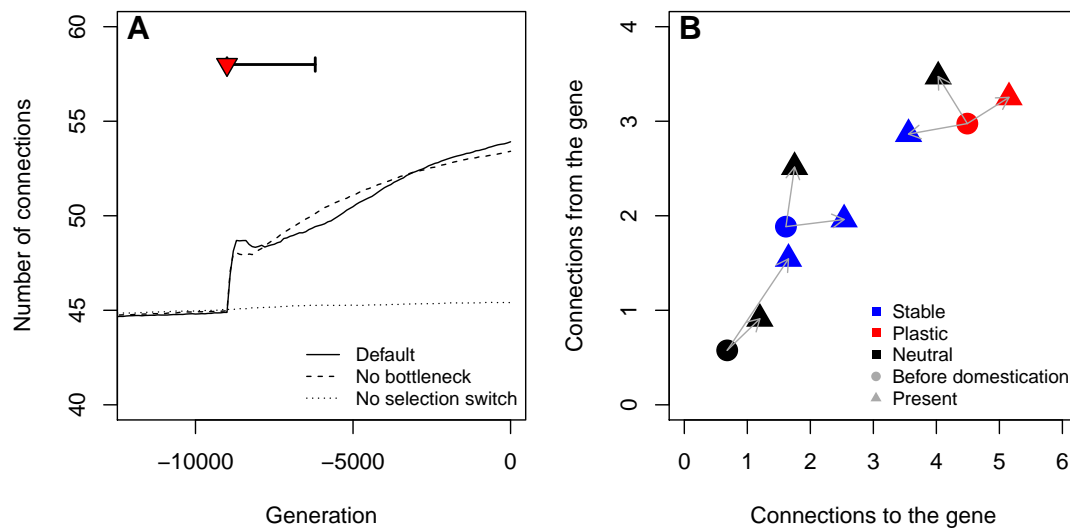 A
Number of connections
60
55
50
45
40
Default
No bottleneck
No selection switch
−10000 −5000 0
Generation
B
Connections from the gene
4
3
2
1
0
Stable
Plastic
Neutral
Before domestication
Present
0 1 2 3 4 5 6
Connections to the gene